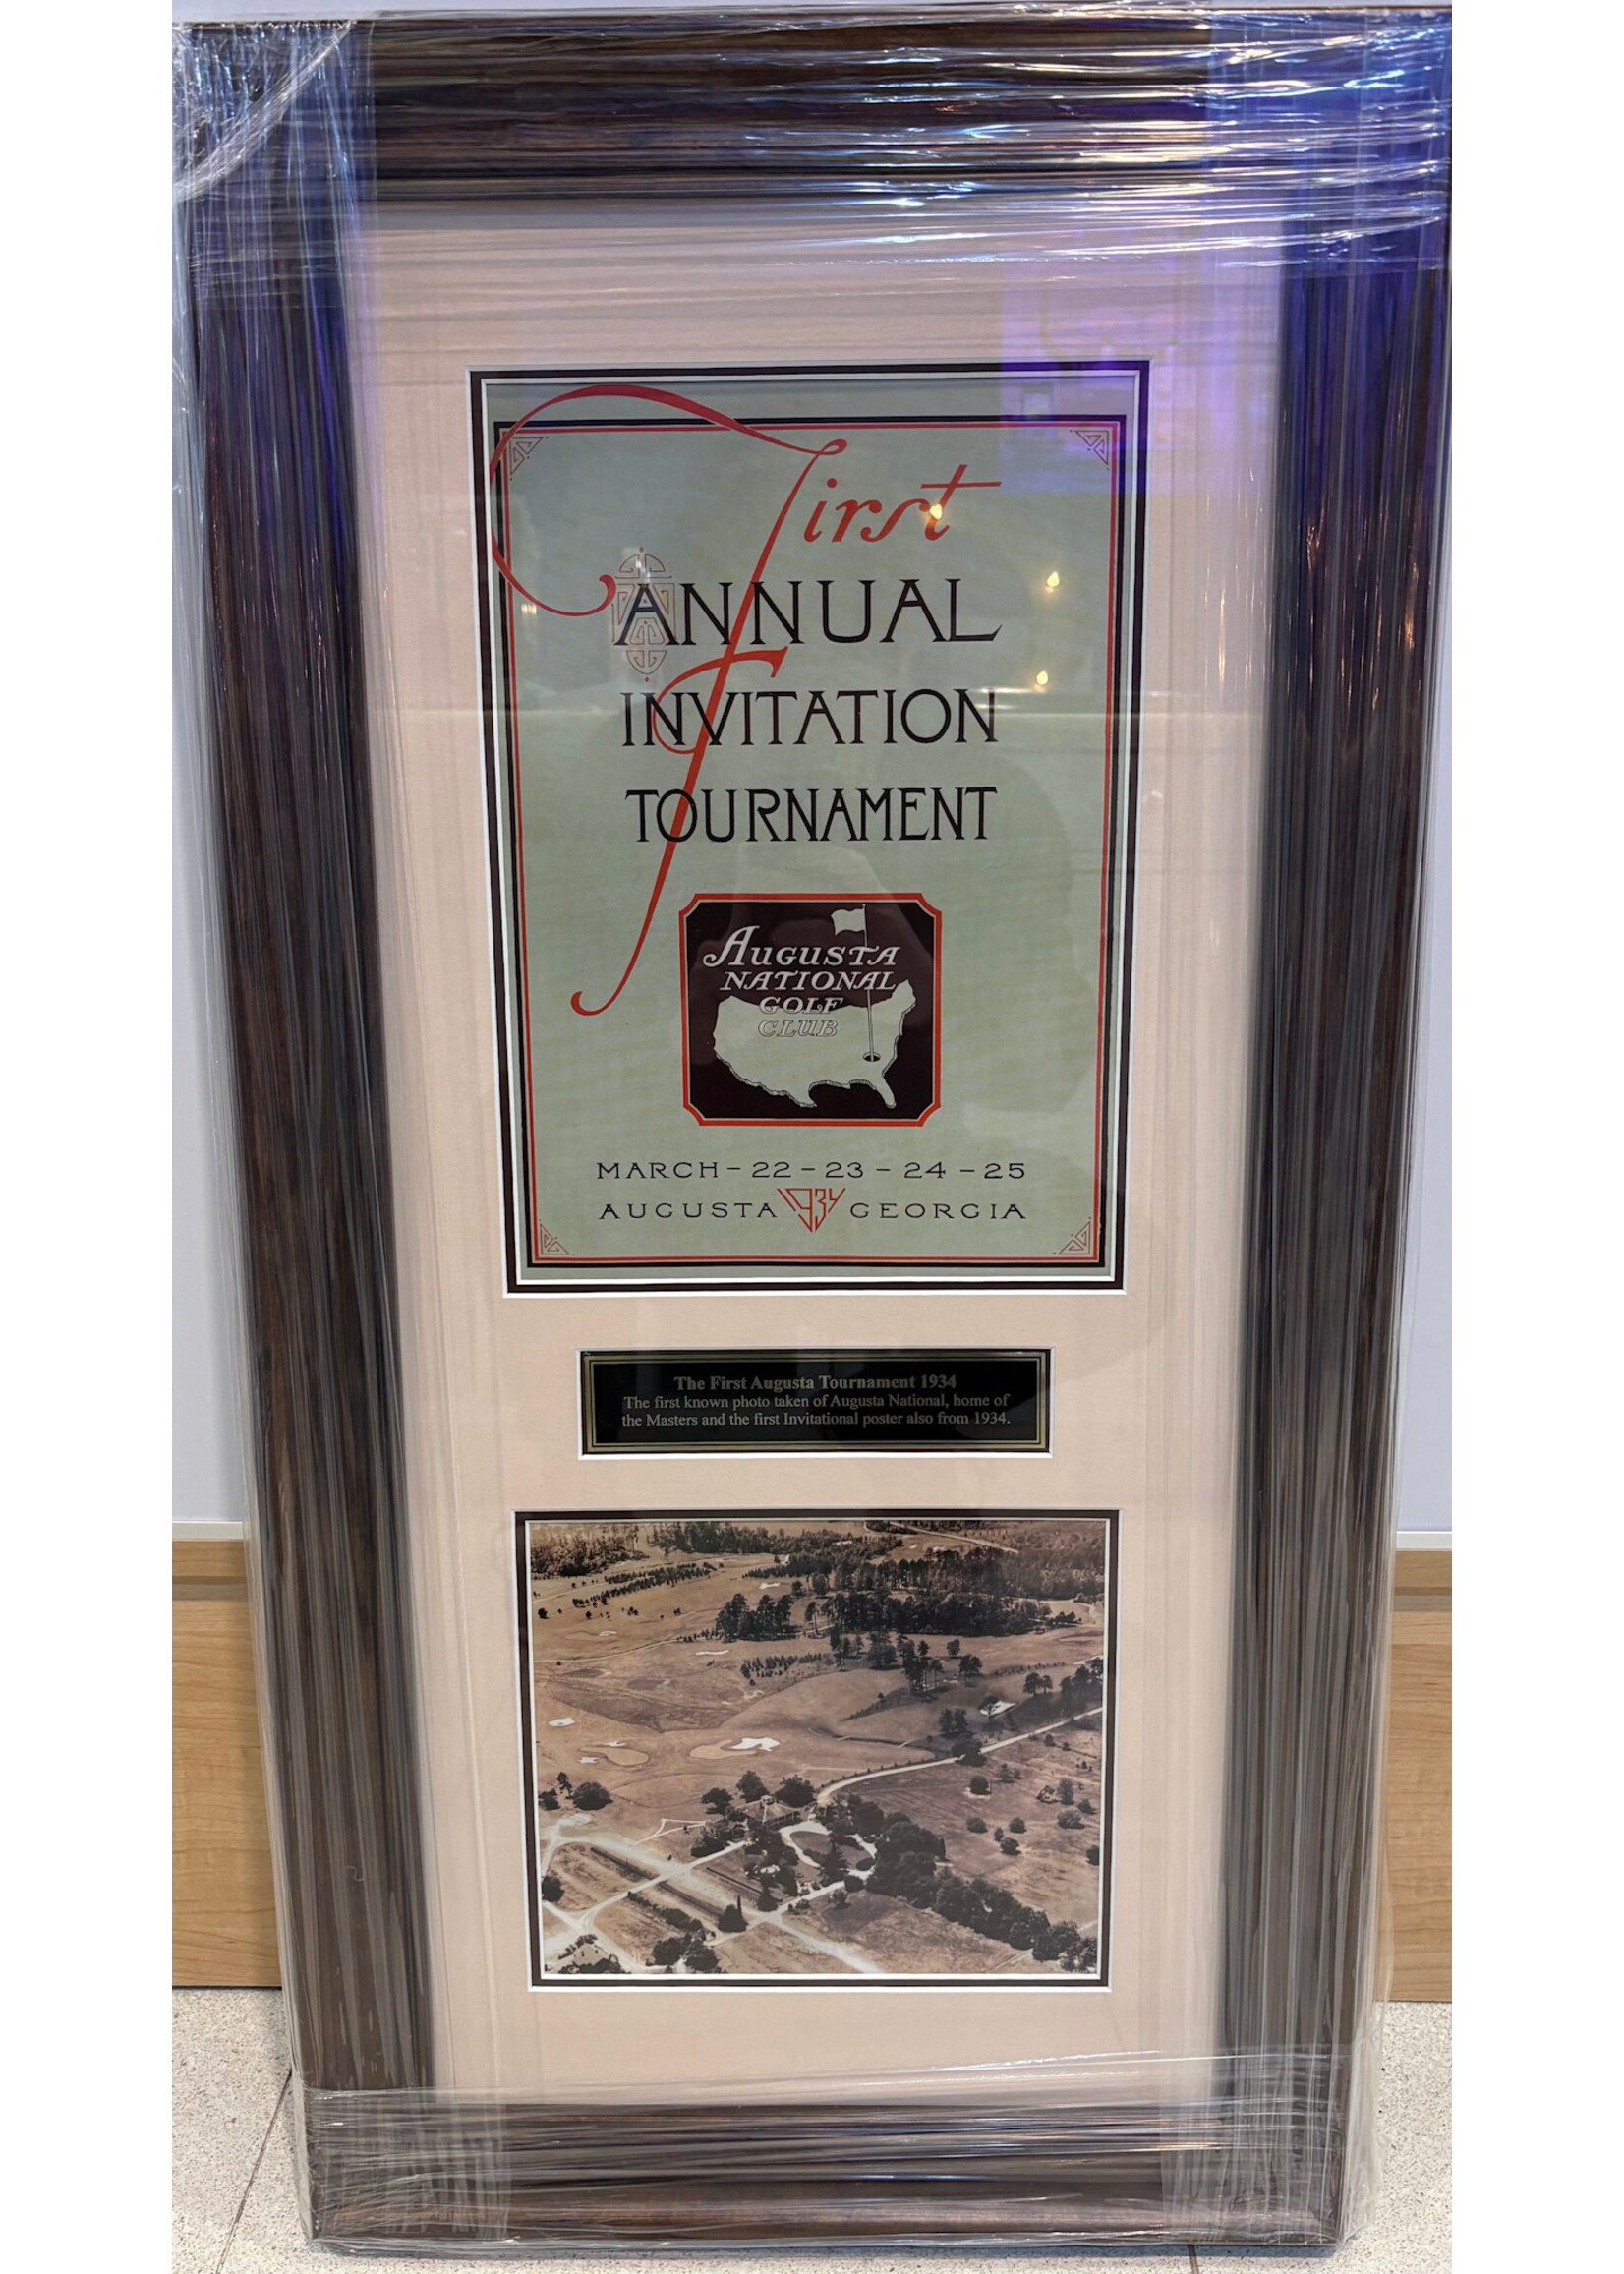 First
ANNUAL
INVITATION
TOURNAMENT
AUGUSTA
NATIONAL
GOLF
CLUB
MARCH - 22 - 23 - 24 - 25
AUGUSTA 1934 GEORGIA
The First Augusta Tournament 1934
The first known photo taken of Augusta National, home of
the Masters and the first Invitational poster also from 1934.